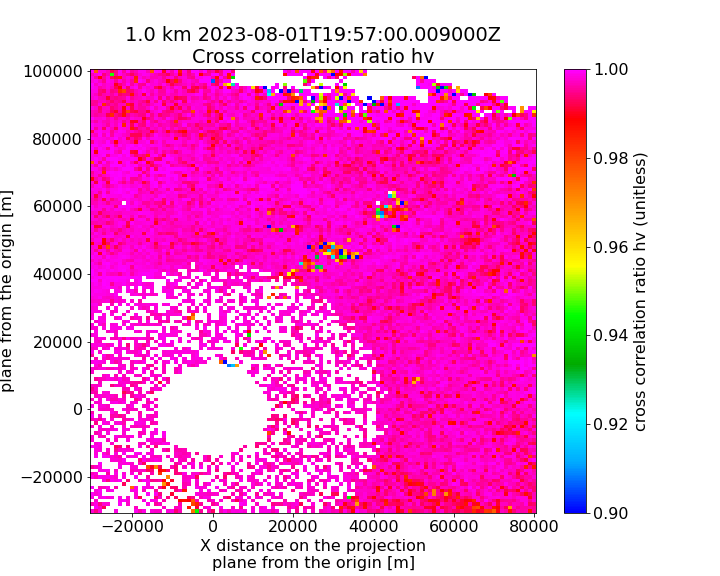 1.0 km 2023-08-01T19:57:00.009000Z
Cross correlation ratio hv
100000
80000
60000
40000
20000
0
−20000
plane from the origin [m]
−20000 0 20000 40000 60000 80000
X distance on the projection
plane from the origin [m]
1.00
0.98
0.96
0.94
0.92
0.90
cross correlation ratio hv (unitless)